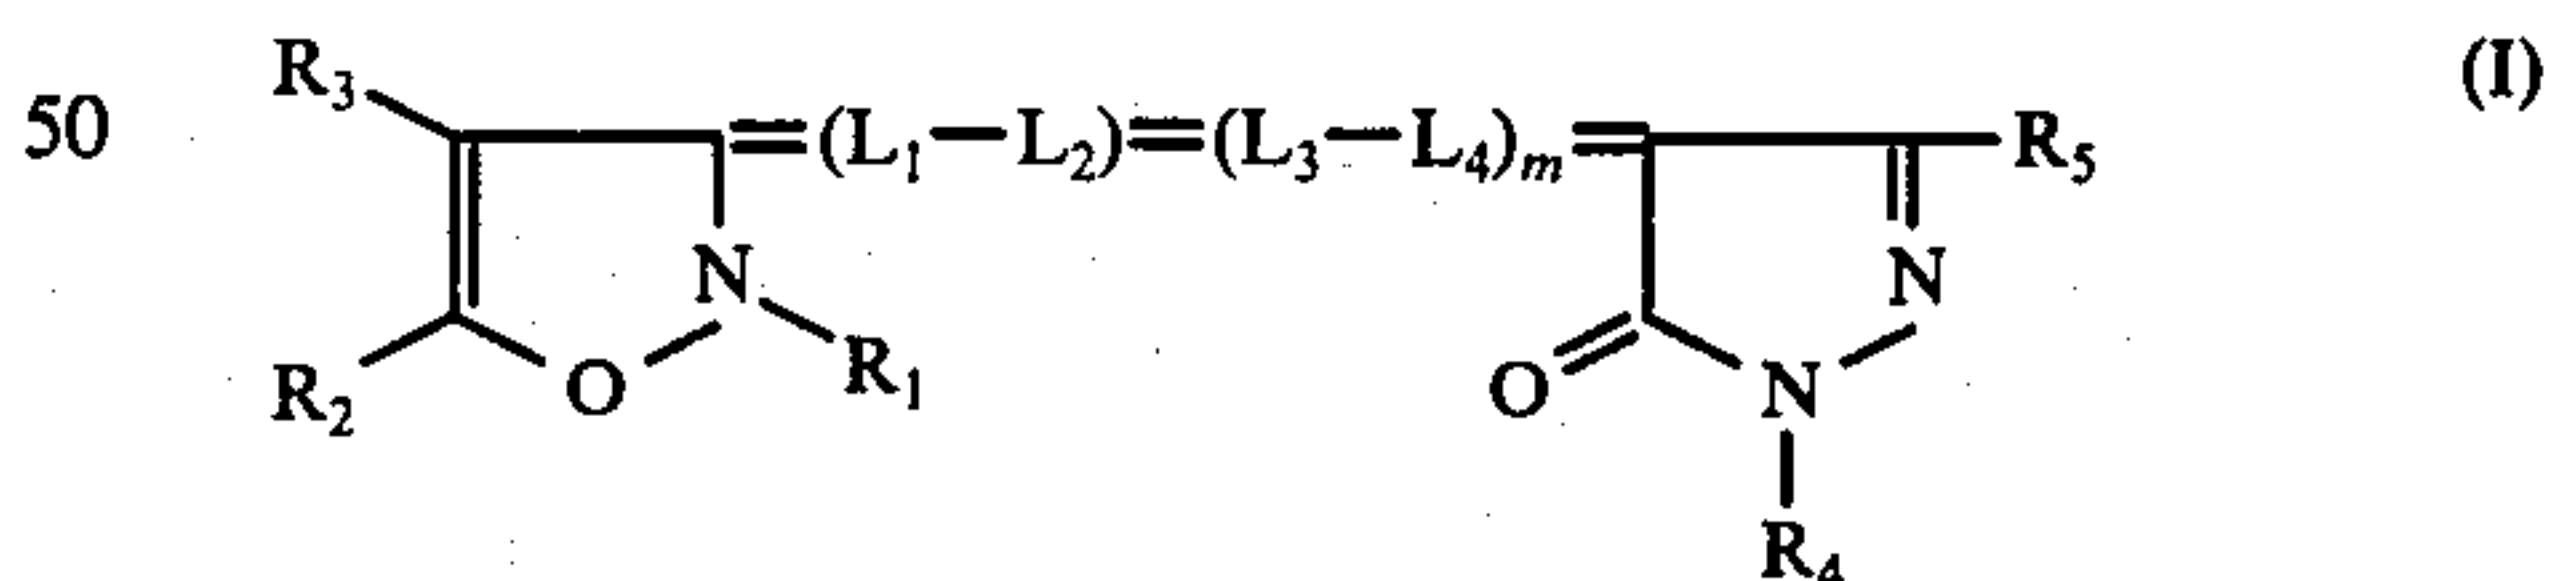 50
(I)
R3
=(L1—L2)=(L3—L4)m=
R5
N
N
R2
O
R1
O
N
R4